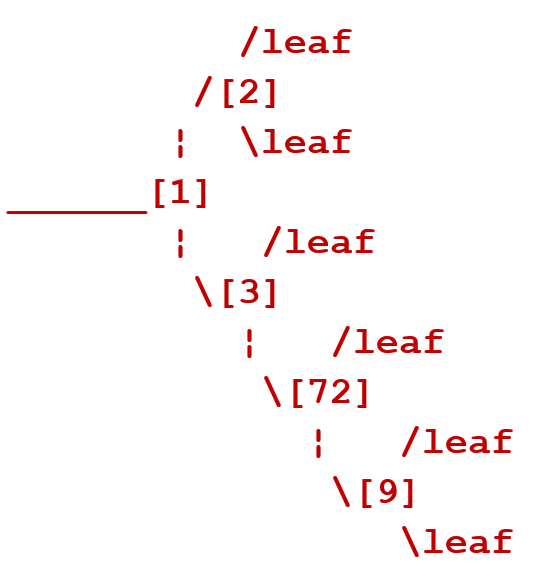 /leaf
        /[2]
       ¦  \leaf
______[1]
       ¦   /leaf
        \[3]
          ¦   /leaf
           \[72]
             ¦   /leaf
              \[9]
                 \leaf